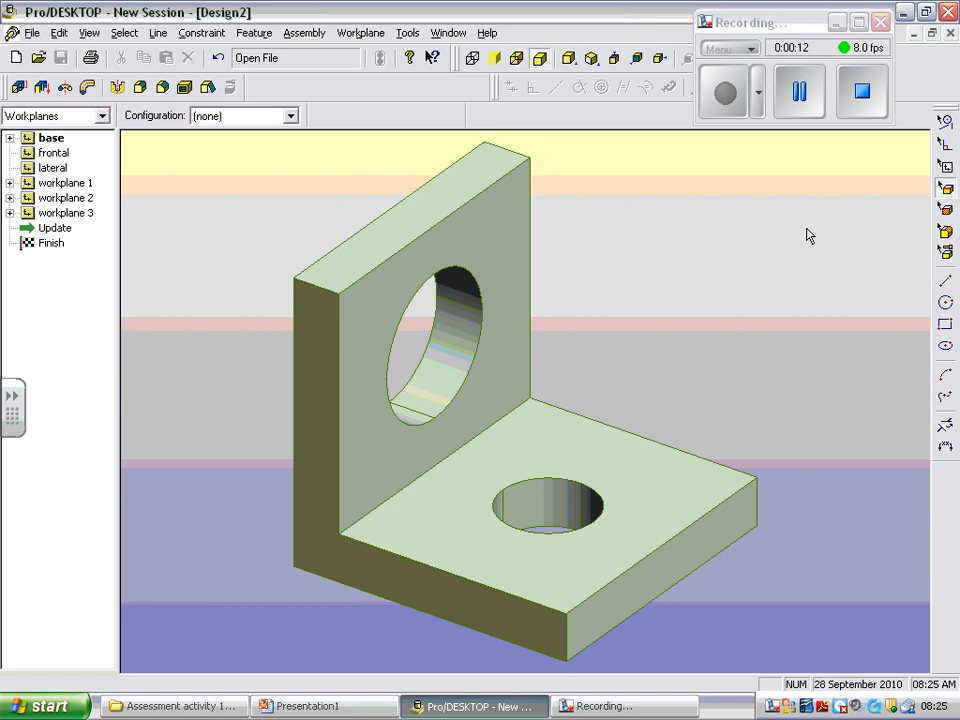 Pro/DESKTOP - New Session - [Design2]
Recording...
File Edit View Select Line Constraint Feature Assembly Workplane Tools Window Help
Menu 0:00:12 8.0 fps
Open File
Workplanes Configuration: (none)
base
frontal
lateral
workplane 1
workplane 2
workplane 3
Update
Finish
NUM 28 September 2010 08:25 AM
start Assessment activity 1... Presentation1 Pro/DESKTOP - New ... Recording... 08:25